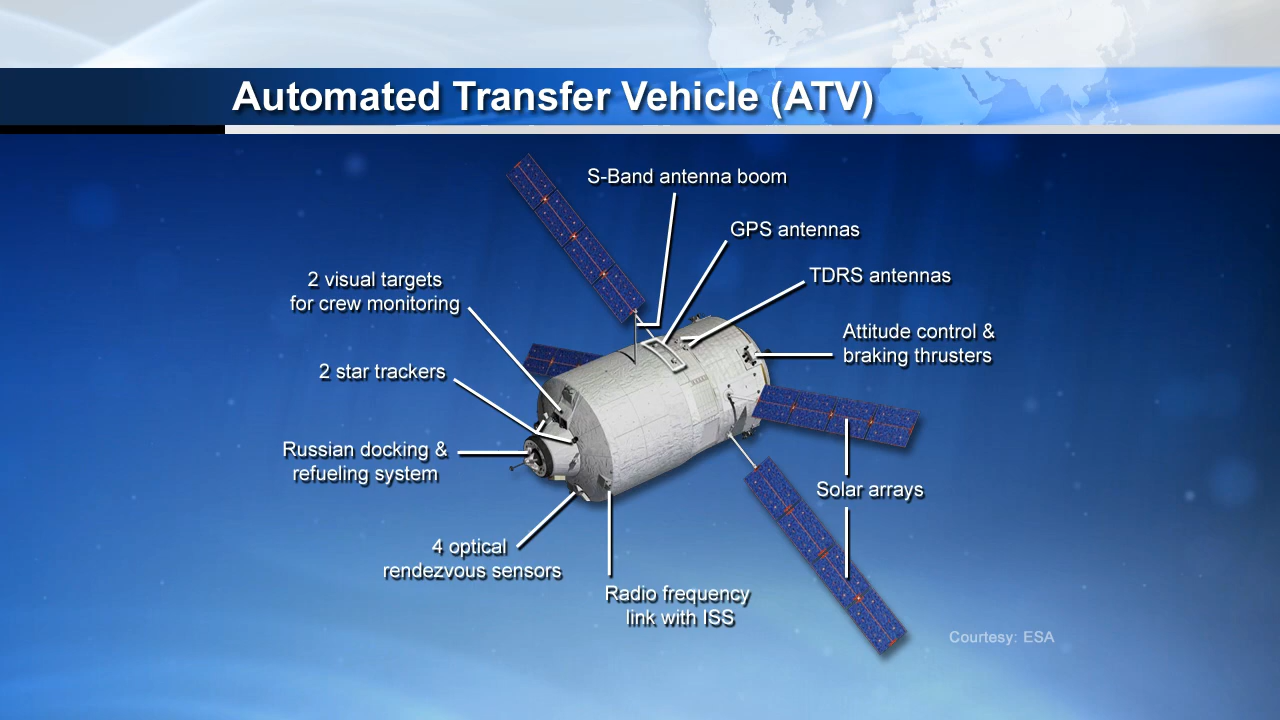 Automated Transfer Vehicle (ATV)
S-Band antenna boom
GPS antennas
TDRS antennas
2 visual targets
for crew monitoring
Attitude control &
braking thrusters
2 star trackers
Russian docking &
refueling system
Solar arrays
4 optical
rendezvous sensors
Radio frequency
link with ISS
Courtesy: ESA